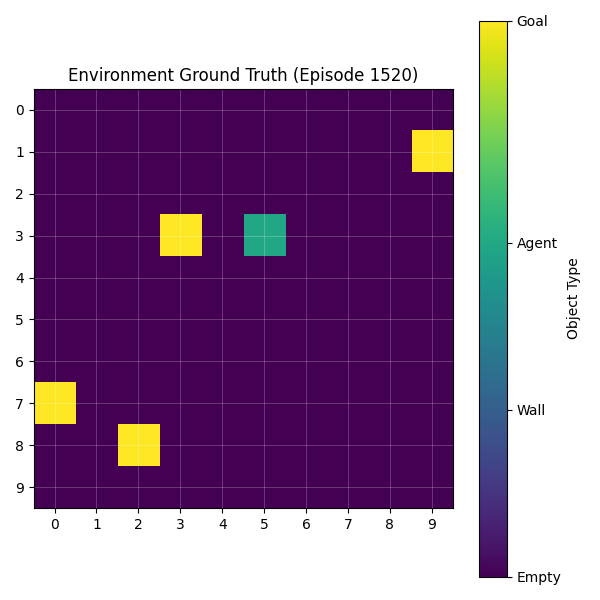 Environment Ground Truth (Episode 1520)
0
1
2
3
4
5
6
7
8
9
0 1 2 3 4 5 6 7 8 9
Goal
Agent
Wall
Empty
Object Type